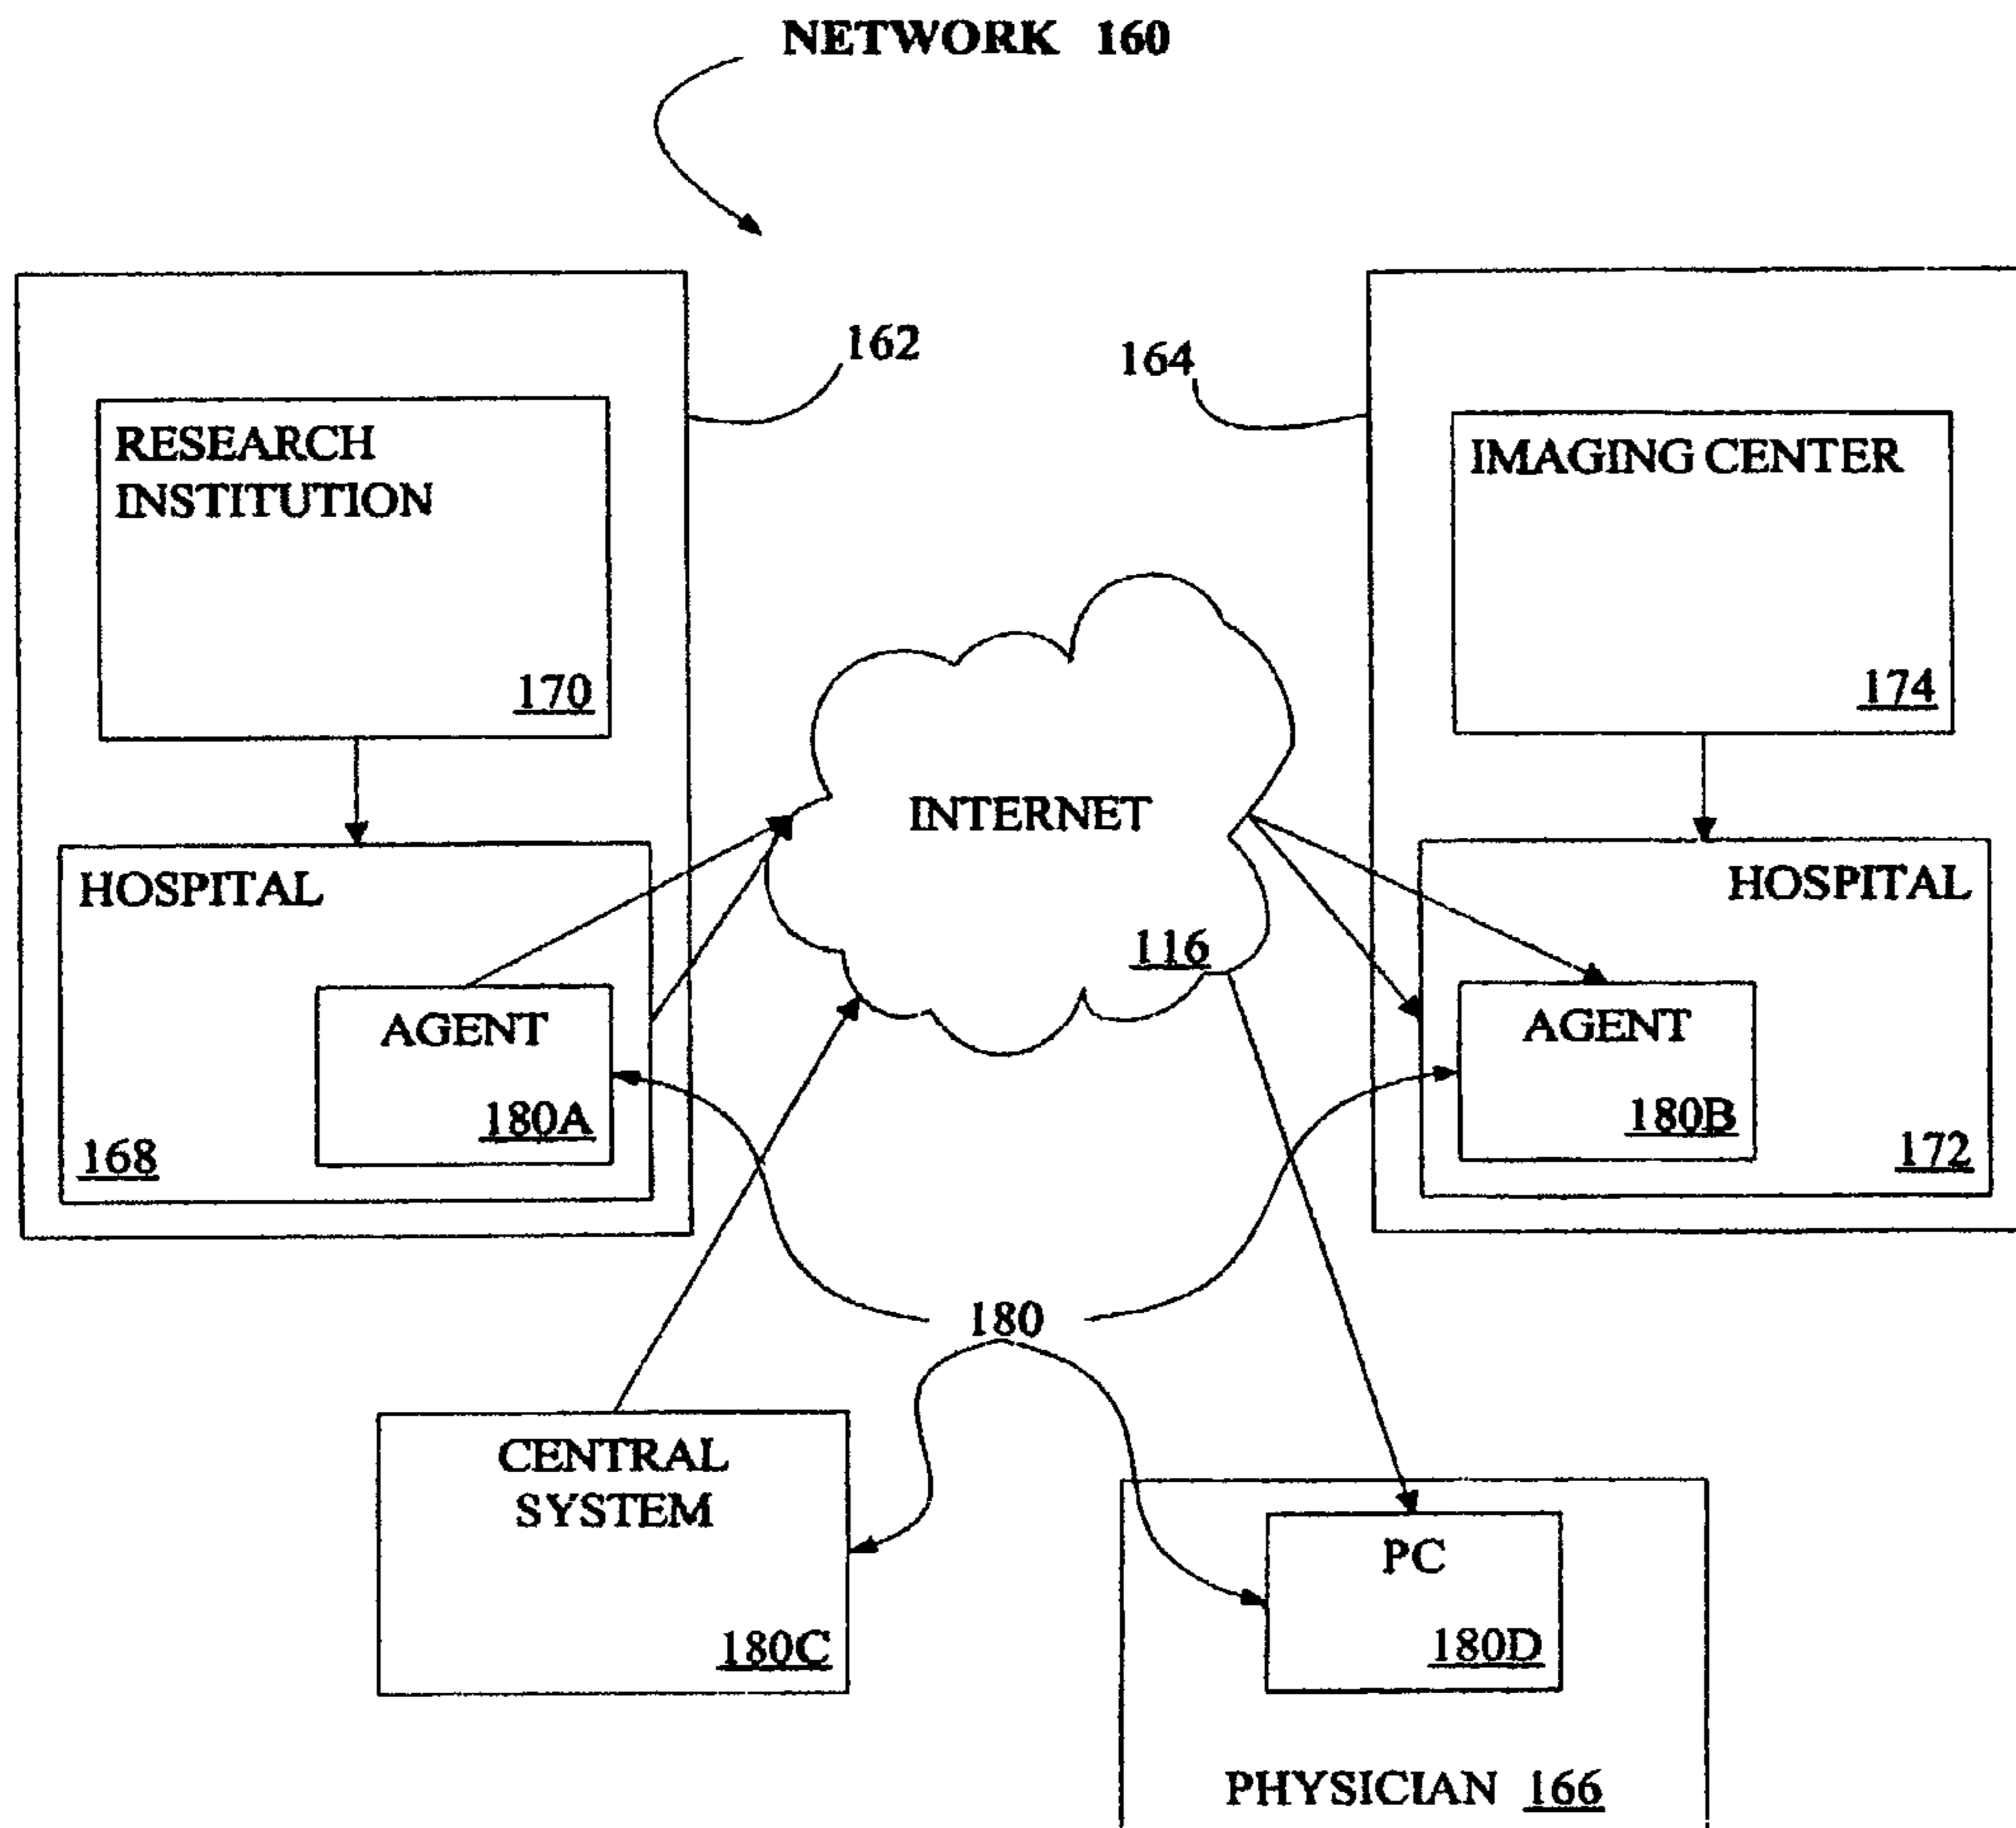 NETWORK 160
162
164
RESEARCH
INSTITUTION
170
IMAGING CENTER
174
INTERNET
116
HOSPITAL
AGENT
180A
168
HOSPITAL
AGENT
180B
172
180
CENTRAL
SYSTEM
180C
PC
180D
PHYSICIAN 166